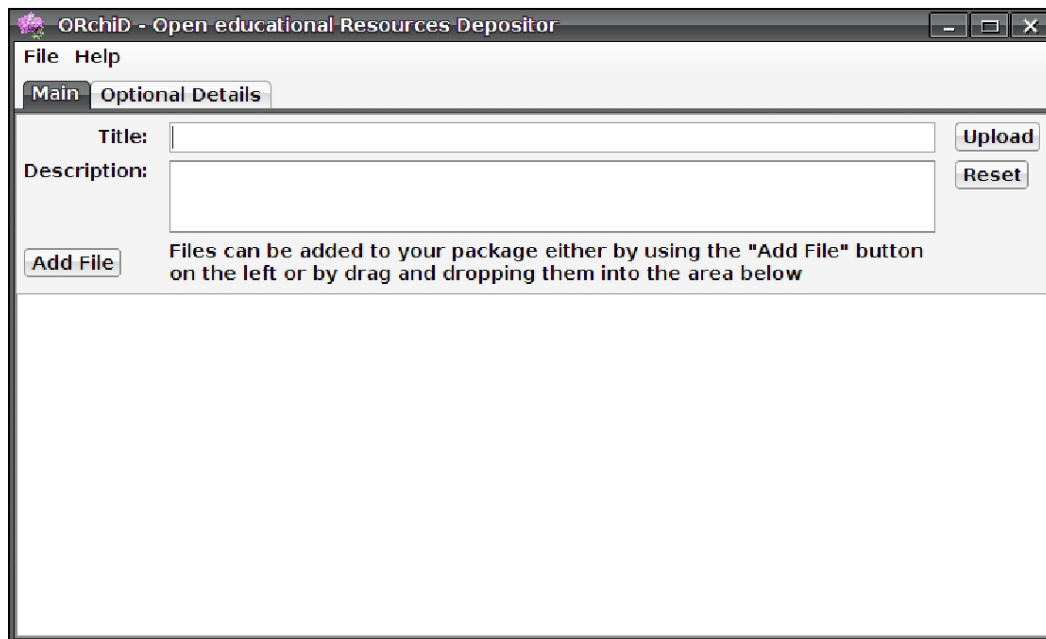 ORchiD - Open educational Resources Depositor
File Help
Main Optional Details
Title: Upload
Description: Reset
Add File
Files can be added to your package either by using the "Add File" button
on the left or by drag and dropping them into the area below